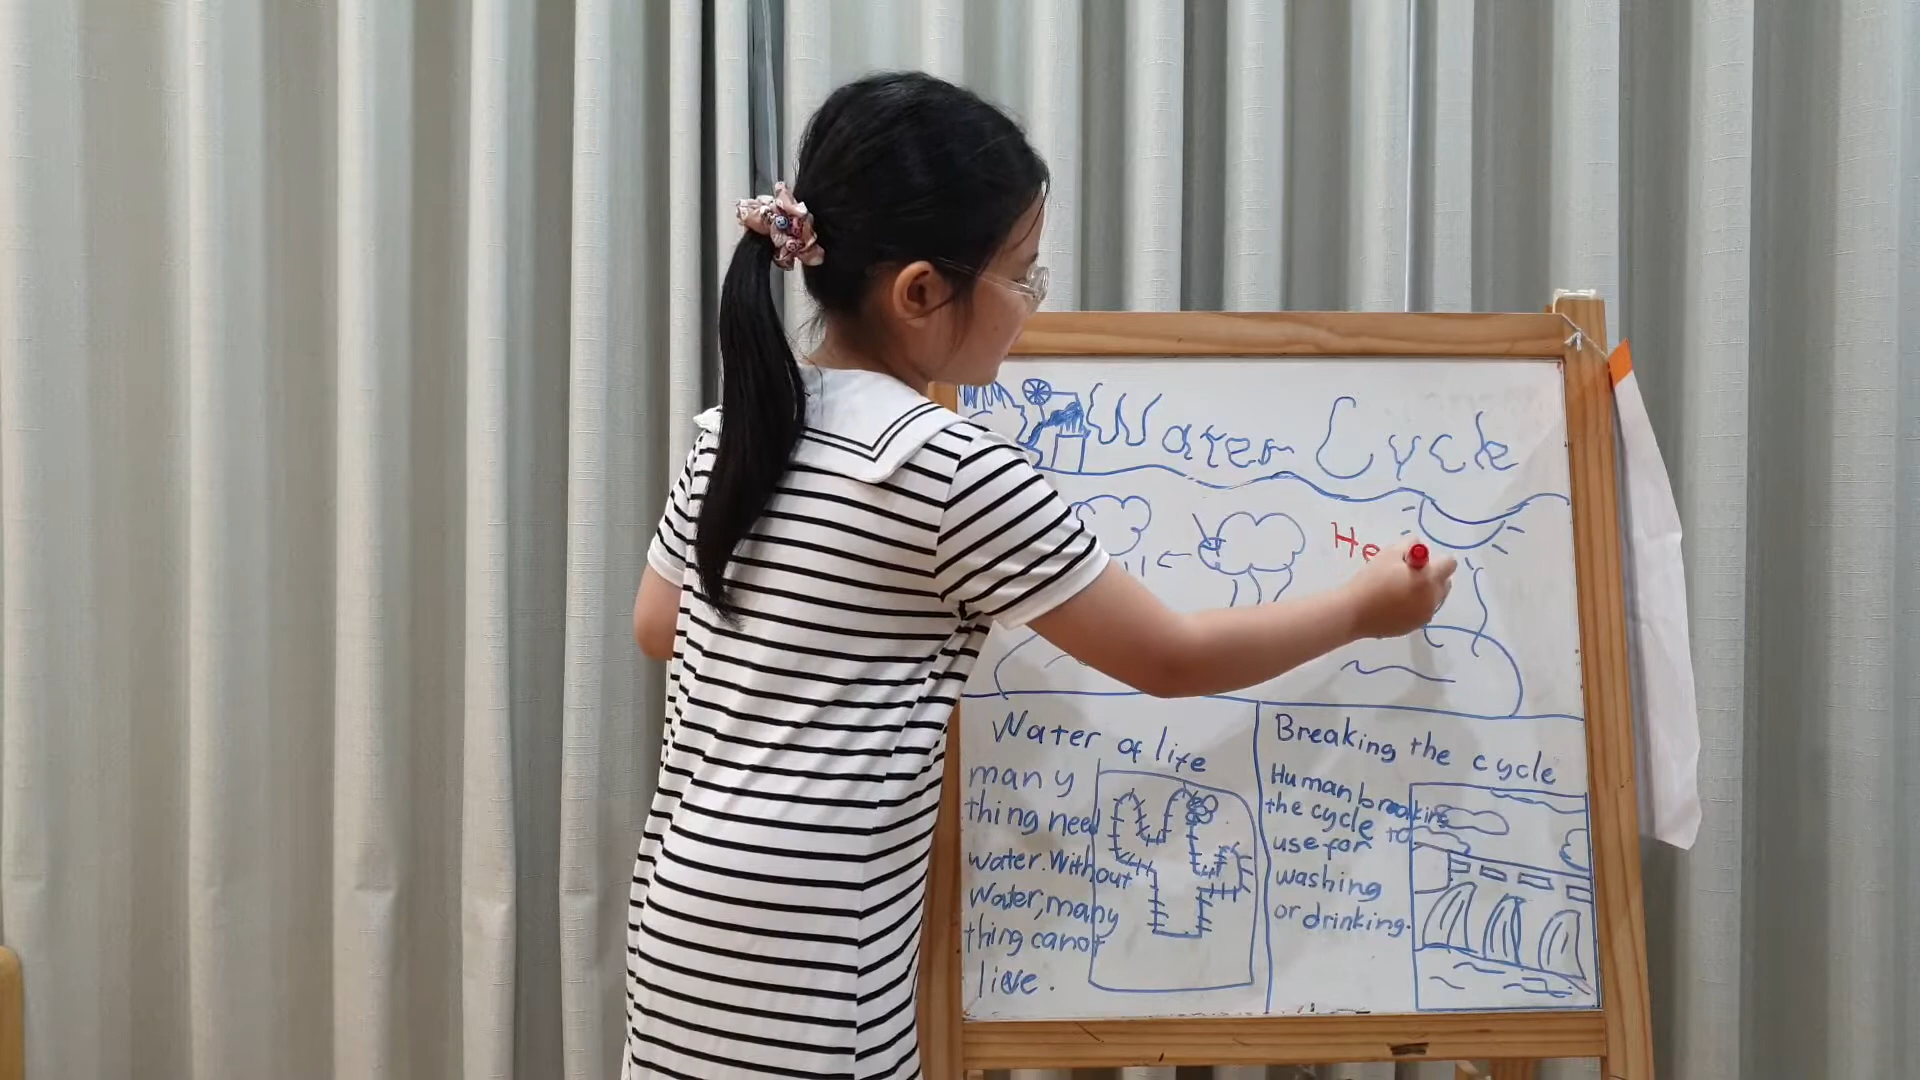 Water Cycle
He
Water of life
many
thing need
water. Without
Water, many
thing canot
lieve.
Breaking the cycle
Human breaking
the cycle to
use for
washing
or drinking.